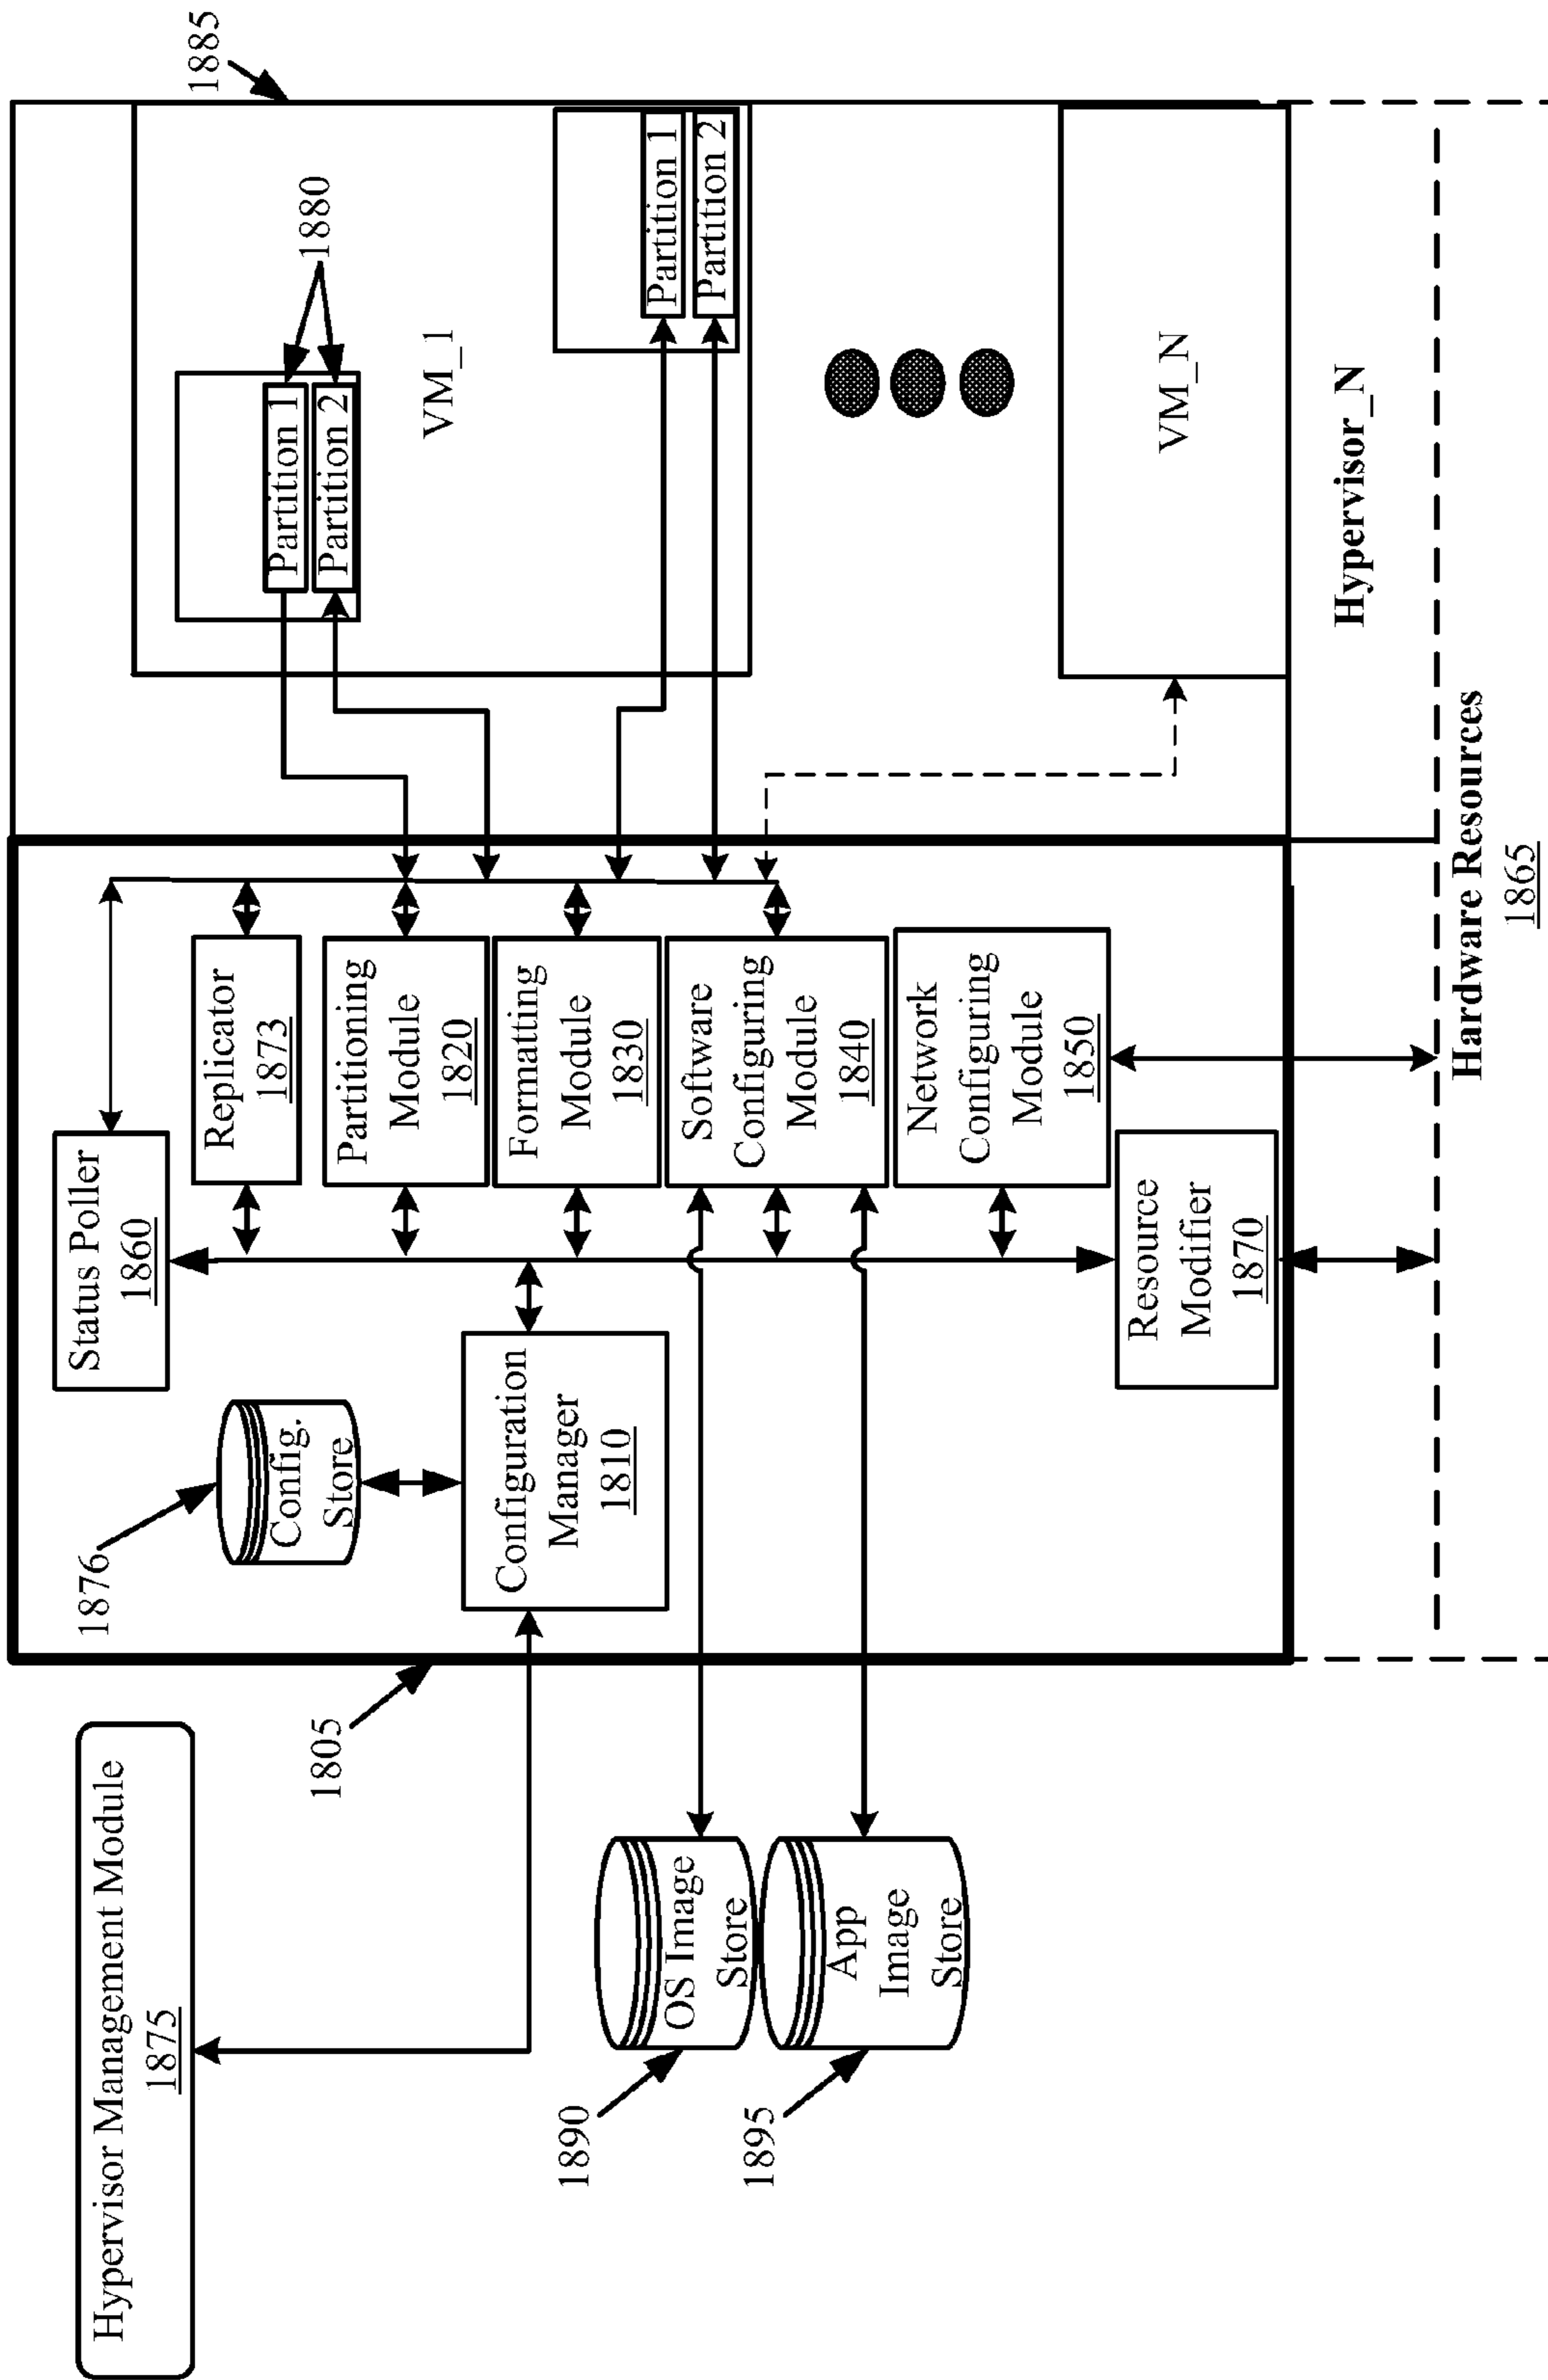 Hypervisor Management Module
1875
1805
1876
Config.
Store
Status Poller
1860
Configuration
Manager
1810
Replicator
1873
Partitioning
Module
1820
Formatting
Module
1830
Software
Configuring
Module
1840
Network
Configuring
Module
1850
Resource
Modifier
1870
1890
OS Image
Store
1895
App
Image
Store
1885
1880
Partition 1
Partition 2
VM_1
Partition 1
Partition 2
VM_N
Hypervisor_N
Hardware Resources
1865